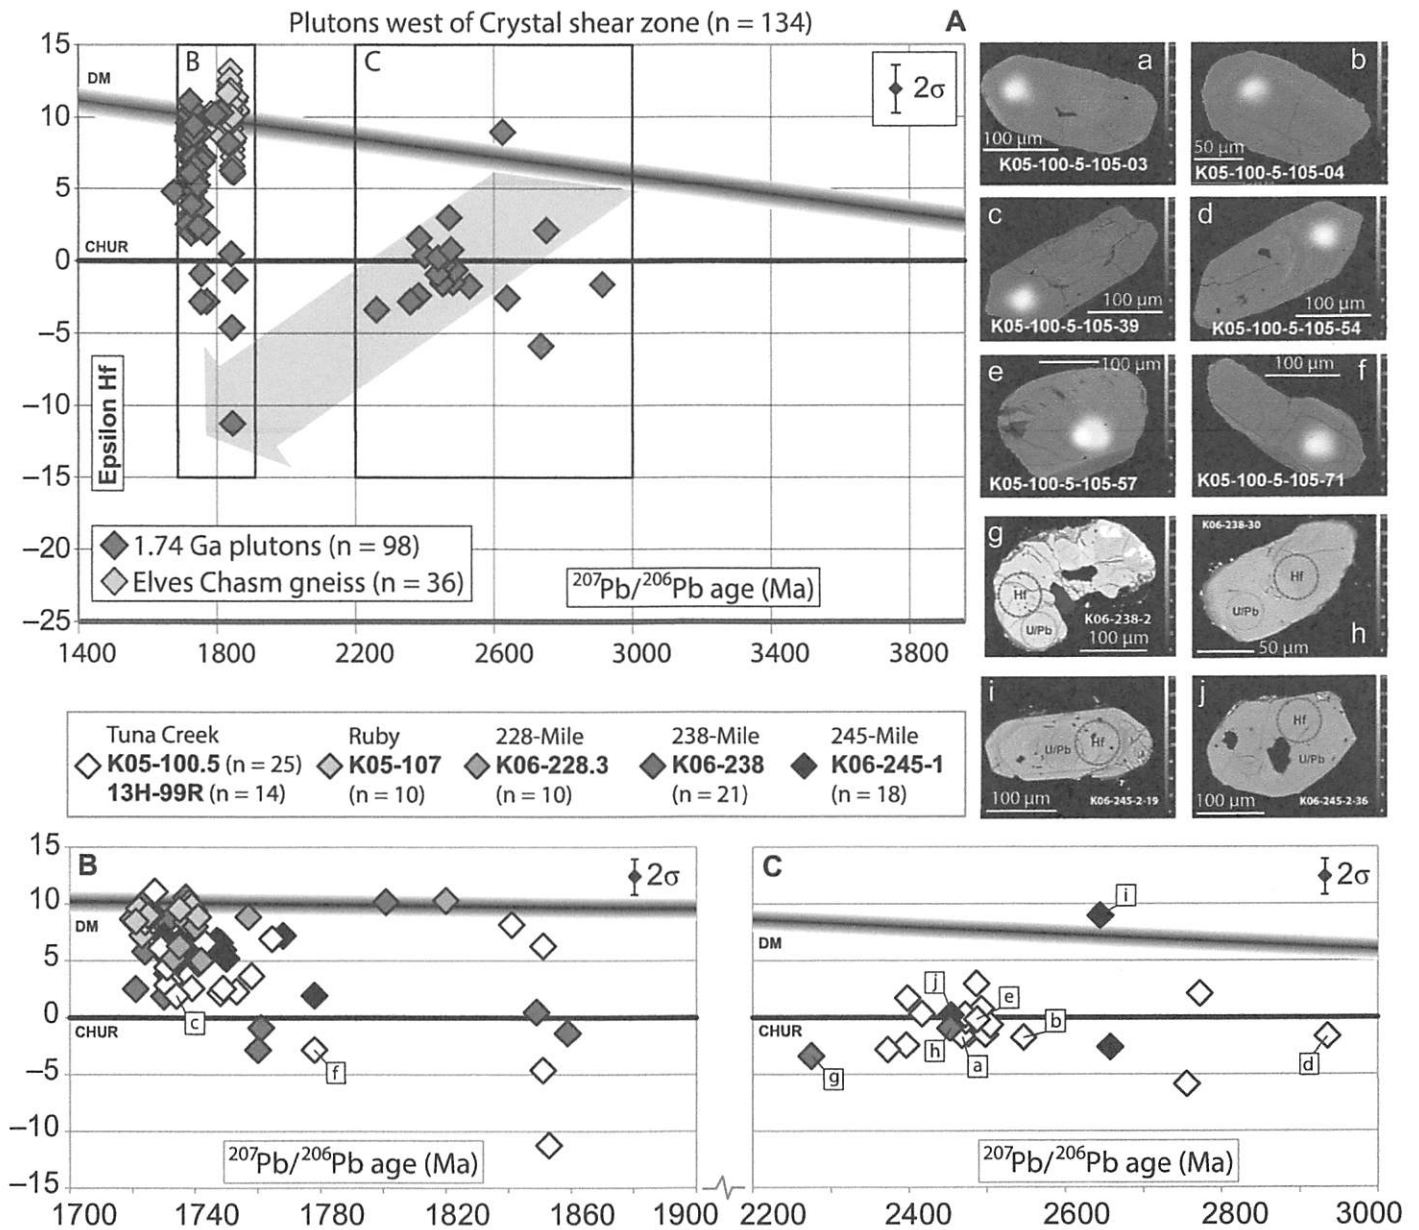 Plutons west of Crystal shear zone (n = 134)
A
15
10
5
0
–5
–10
–15
–20
–25
DM
CHUR
B
C
2σ
Epsilon Hf
1.74 Ga plutons (n = 98)
Elves Chasm gneiss (n = 36)
207Pb/206Pb age (Ma)
1400 1800 2200 2600 3000 3400 3800
a
100 µm
K05-100-5-105-03
b
50 µm
K05-100-5-105-04
c
100 µm
K05-100-5-105-39
d
100 µm
K05-100-5-105-54
e
100 µm
K05-100-5-105-57
f
100 µm
K05-100-5-105-71
g
Hf
U/Pb
K06-238-2
100 µm
K06-238-30
Hf
U/Pb
h
50 µm
i
U/Pb
Hf
100 µm
K06-245-2-19
j
Hf
U/Pb
100 µm
K06-245-2-36
Tuna Creek
K05-100.5 (n = 25)
13H-99R (n = 14)
Ruby
K05-107
(n = 10)
228-Mile
K06-228.3
(n = 10)
238-Mile
K06-238
(n = 21)
245-Mile
K06-245-1
(n = 18)
B
15
10
5
0
–5
–10
–15
DM
CHUR
2σ
c
f
207Pb/206Pb age (Ma)
1700 1740 1780 1820 1860 1900
C
2σ
DM
CHUR
i
j
e
b
h
a
g
d
207Pb/206Pb age (Ma)
2200 2400 2600 2800 3000